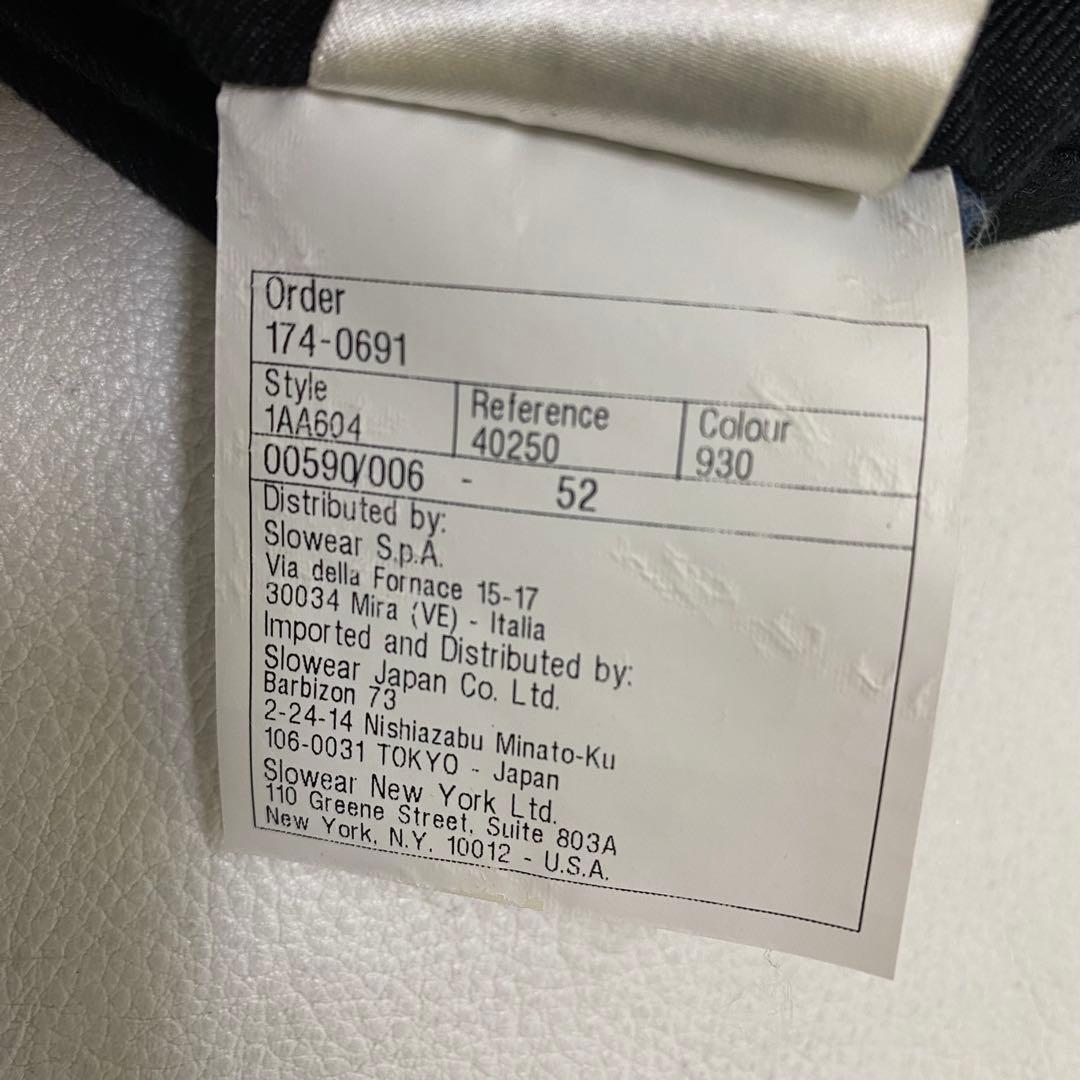 Order
174-0691
Style Reference Colour
1AA604 40250 930
00590/006 - 52
Distributed by:
Slowear S.p.A.
Via della Fornace 15-17
30034 Mira (VE) - Italia
Imported and Distributed by:
Slowear Japan Co. Ltd.
Barbizon 73
2-24-14 Nishiazabu Minato-Ku
106-0031 TOKYO - Japan
Slowear New York Ltd.
110 Greene Street, Suite 803A
New York, N.Y. 10012 - U.S.A.